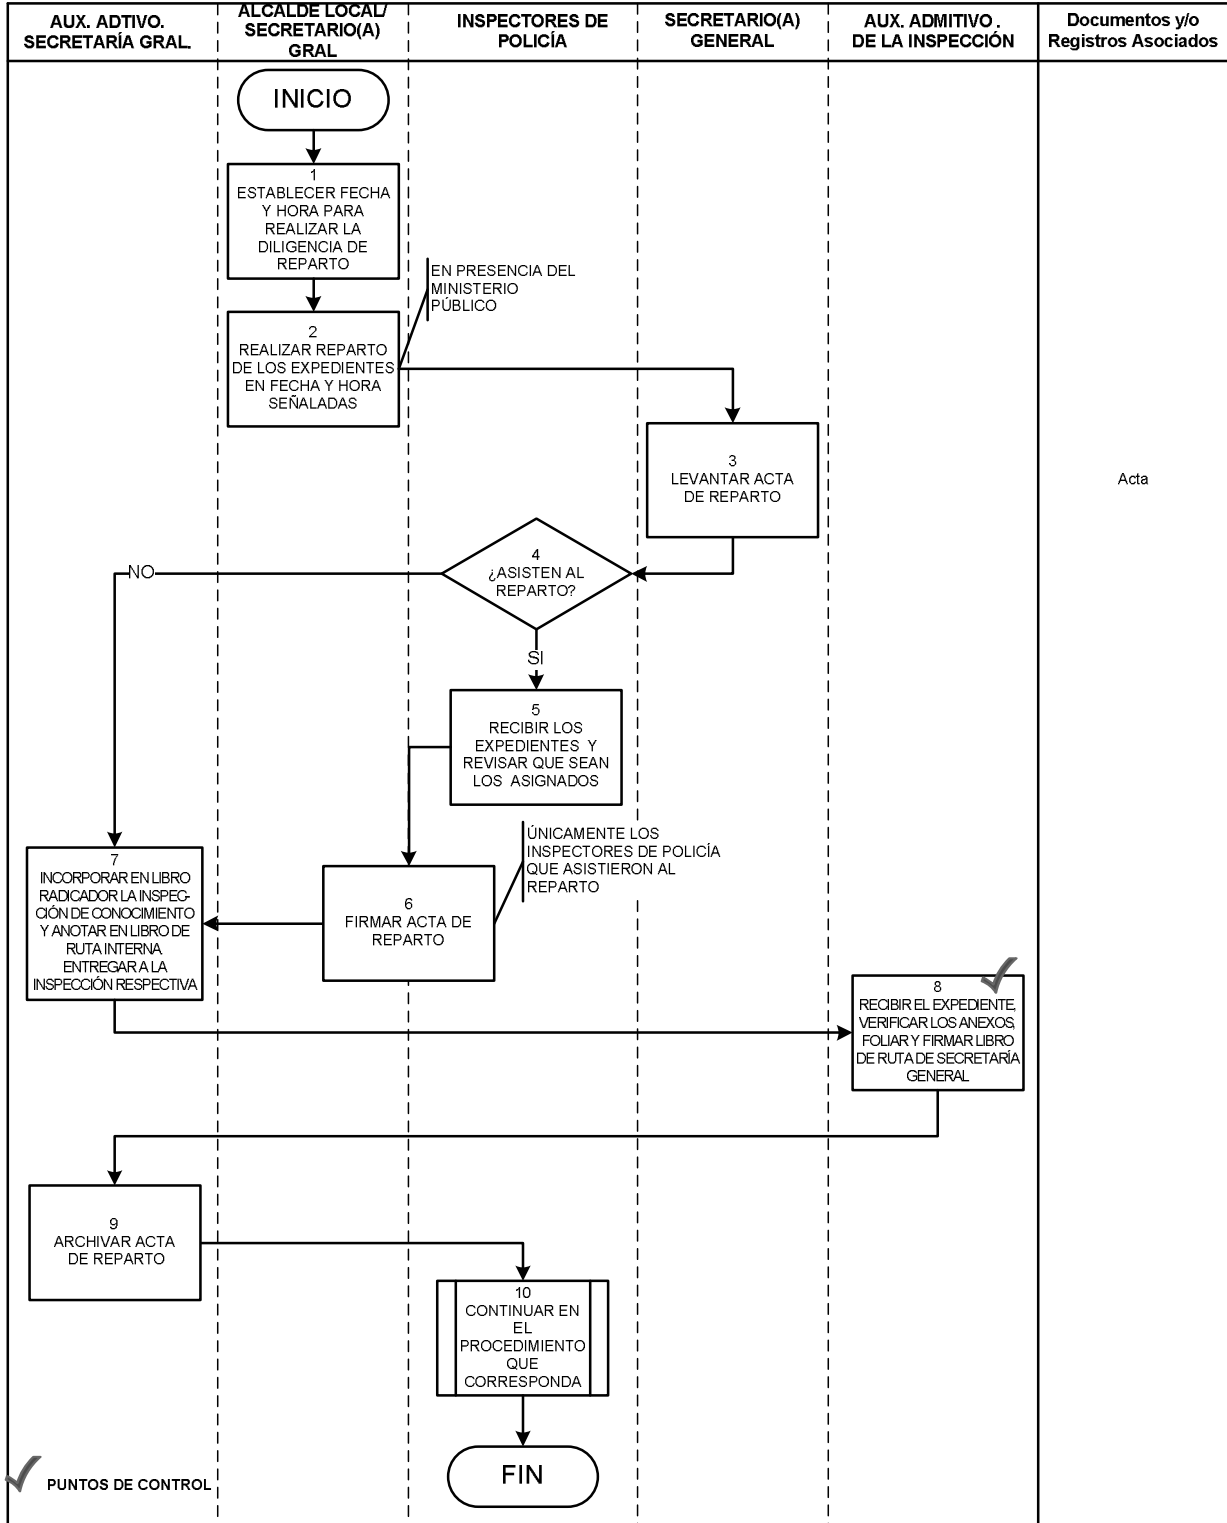 AUX. ADTIVO.
SECRETARÍA GRAL.
ALCALDE LOCAL/
SECRETARIO(A)
GRAL
INSPECTORES DE
POLICÍA
SECRETARIO(A)
GENERAL
AUX. ADMITIVO .
DE LA INSPECCIÓN
Documentos y/o
Registros Asociados
INICIO
1
ESTABLECER FECHA
Y HORA PARA
REALIZAR LA
DILIGENCIA DE
REPARTO
EN PRESENCIA DEL
MINISTERIO
PÚBLICO
2
REALIZAR REPARTO
DE LOS EXPEDIENTES
EN FECHA Y HORA
SEÑALADAS
3
LEVANTAR ACTA
DE REPARTO
Acta
4
¿ASISTEN AL
REPARTO?
NO
SI
5
RECIBIR LOS
EXPEDIENTES Y
REVISAR QUE SEAN
LOS ASIGNADOS
ÚNICAMENTE LOS
INSPECTORES DE POLICÍA
QUE ASISTIERON AL
REPARTO
6
FIRMAR ACTA DE
REPARTO
7
INCORPORAR EN LIBRO
RADICADOR LA INSPEC-
CIÓN DE CONOCIMIENTO
Y ANOTAR EN LIBRO DE
RUTA INTERNA.
ENTREGAR A LA
INSPECCIÓN RESPECTIVA
8
RECIBIR EL EXPEDIENTE,
VERIFICAR LOS ANEXOS,
FOLIAR Y FIRMAR LIBRO
DE RUTA DE SECRETARÍA
GENERAL
9
ARCHIVAR ACTA
DE REPARTO
10
CONTINUAR EN
EL
PROCEDIMIENTO
QUE
CORRESPONDA
FIN
PUNTOS DE CONTROL